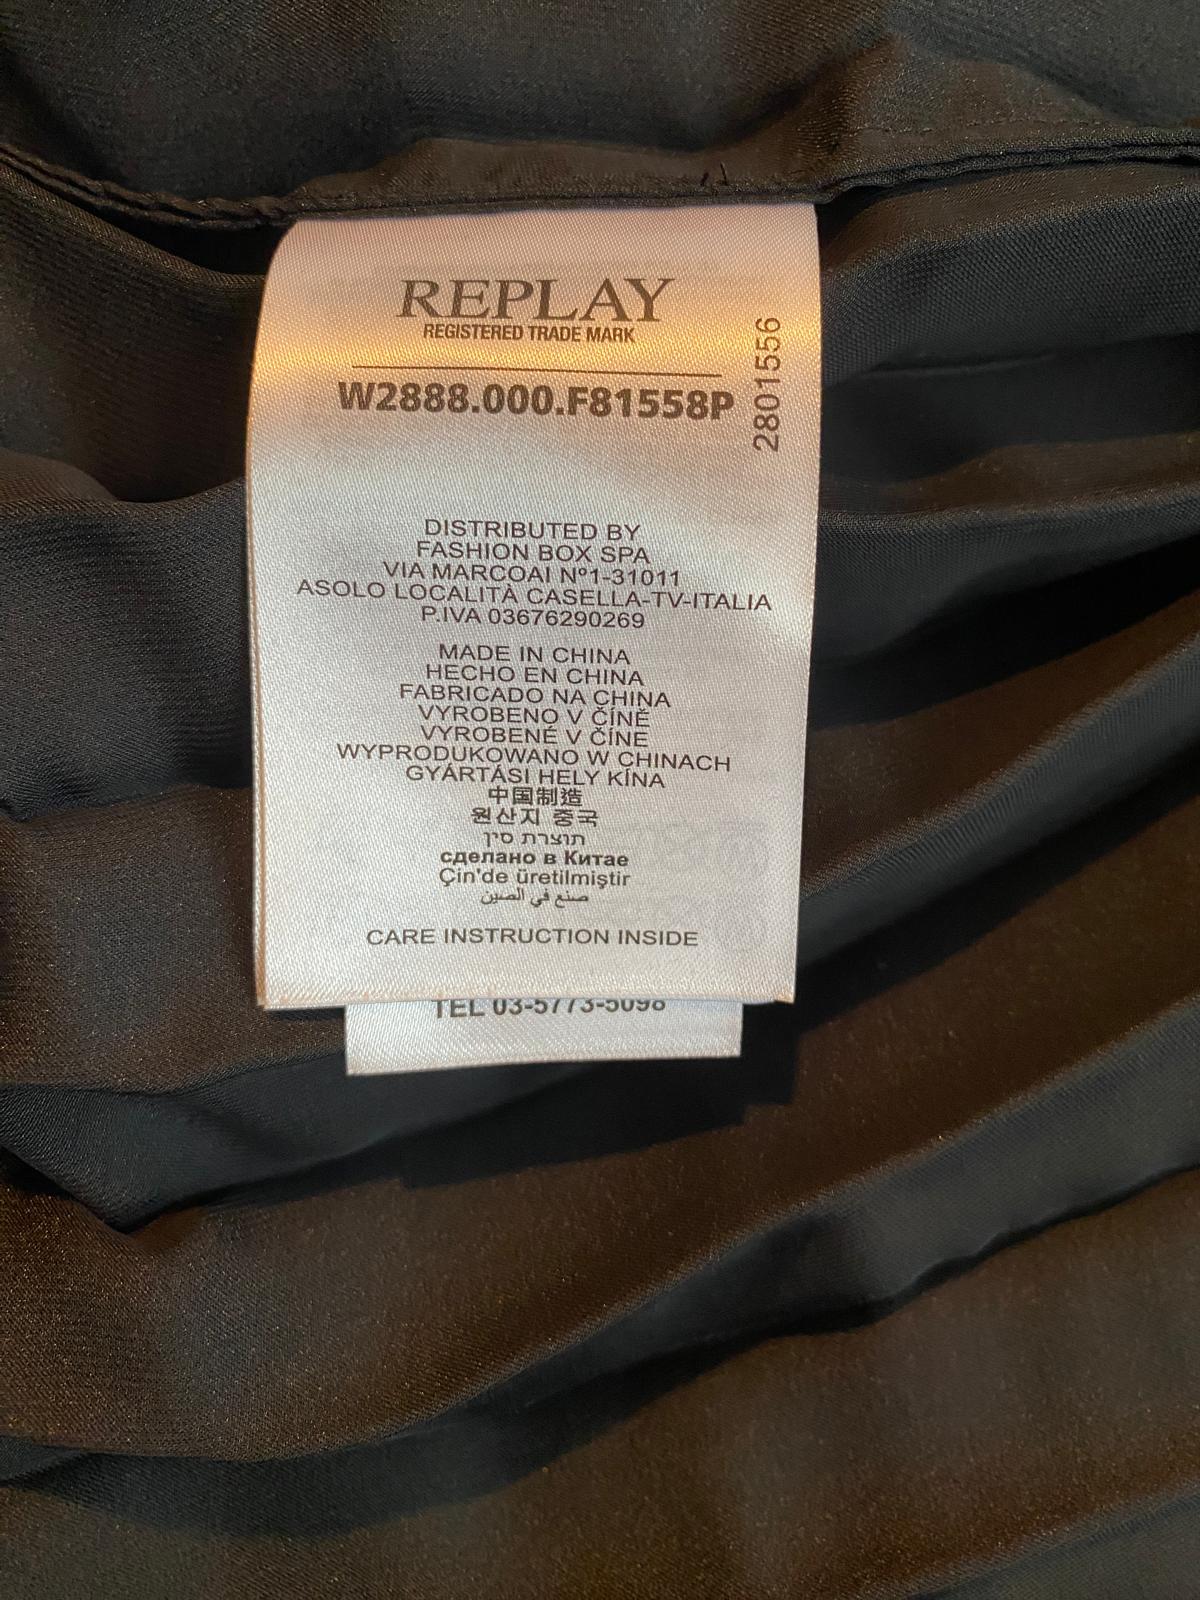 REPLAY
REGISTERED TRADE MARK
W2888.000.F81558P
2801556
DISTRIBUTED BY
FASHION BOX SPA
VIA MARCOAI Nº1-31011
ASOLO LOCALITÀ CASELLA-TV-ITALIA
P.IVA 03676290269
MADE IN CHINA
HECHO EN CHINA
FABRICADO NA CHINA
VYROBENO V ČÍNĚ
VYROBENÉ V ČÍNE
WYPRODUKOWANO W CHINACH
GYÁRTÁSI HELY KÍNA
中国制造
원산지 중국
תוצרת סין
сделано в Китае
Çin'de üretilmiştir
صنع في الصين
CARE INSTRUCTION INSIDE
TEL 03-5773-5098